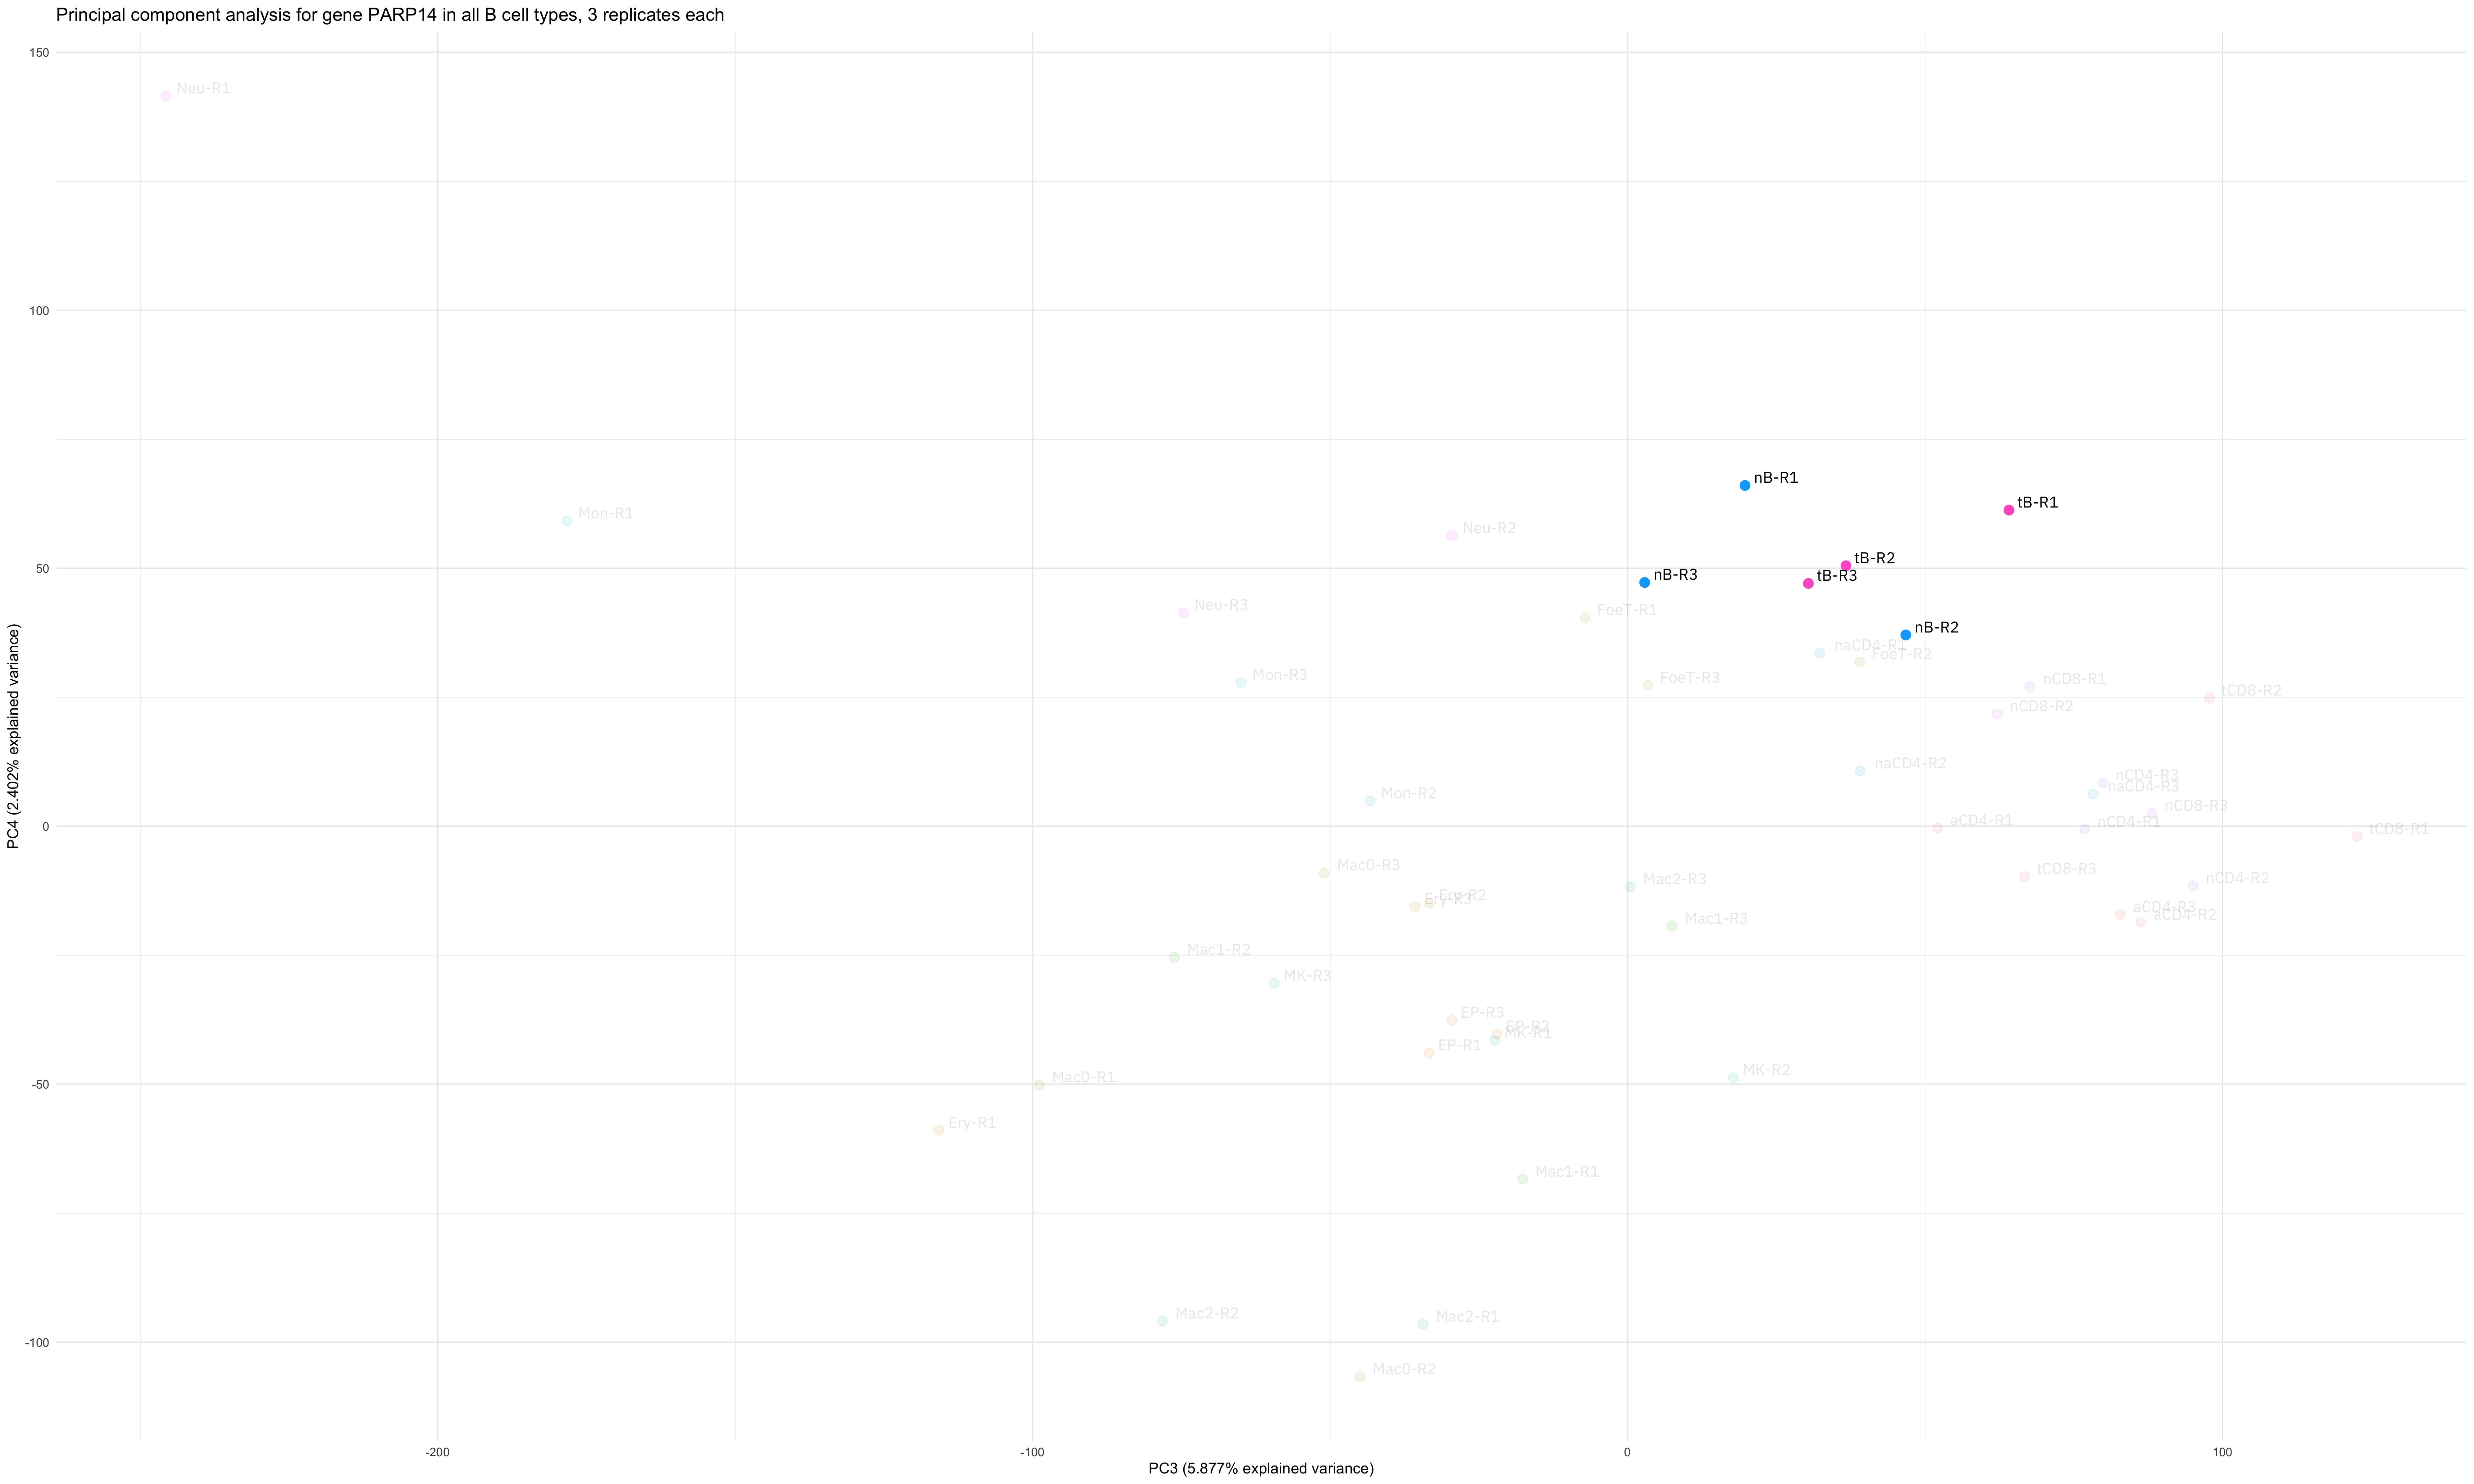 Principal component analysis for gene PARP14 in all B cell types, 3 replicates each
150
Neu-R1
100
nB-R1
tB-R1
Mon-R1
Neu-R2
tB-R2
50
nB-R3
tB-R3
Neu-R3
FoeT-R1
nB-R2
naCD4-R1
FoeT-R2
Mon-R3
FoeT-R3
nCD8-R1
tCD8-R2
nCD8-R2
naCD4-R2
nCD4-R3
naCD4-R3
Mon-R2
nCD8-R3
0
aCD4-R1
nCD4-R1
tCD8-R1
Mac0-R3
tCD8-R3
Mac2-R3
nCD4-R2
Ery-R2
Ery-R3
aCD4-R3
aCD4-R2
Mac1-R3
Mac1-R2
MK-R3
EP-R3
EP-R2
MK-R1
EP-R1
MK-R2
Mac0-R1
-50
Ery-R1
Mac1-R1
Mac2-R2
Mac2-R1
-100
Mac0-R2
-200
-100
0
100
PC3 (5.877% explained variance)
PC4 (2.402% explained variance)